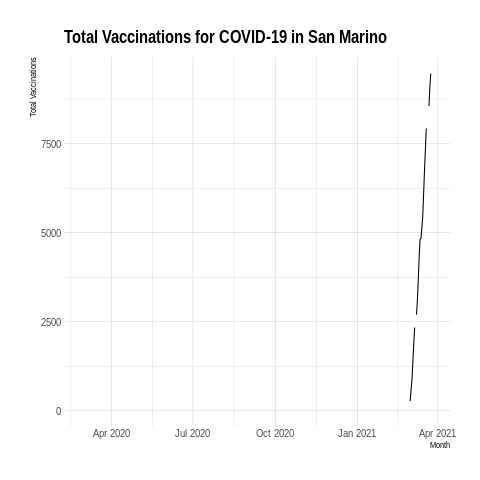 Total Vaccinations for COVID-19 in San Marino
Total Vaccinations
7500
5000
2500
0
Apr 2020 Jul 2020 Oct 2020 Jan 2021 Apr 2021
Month